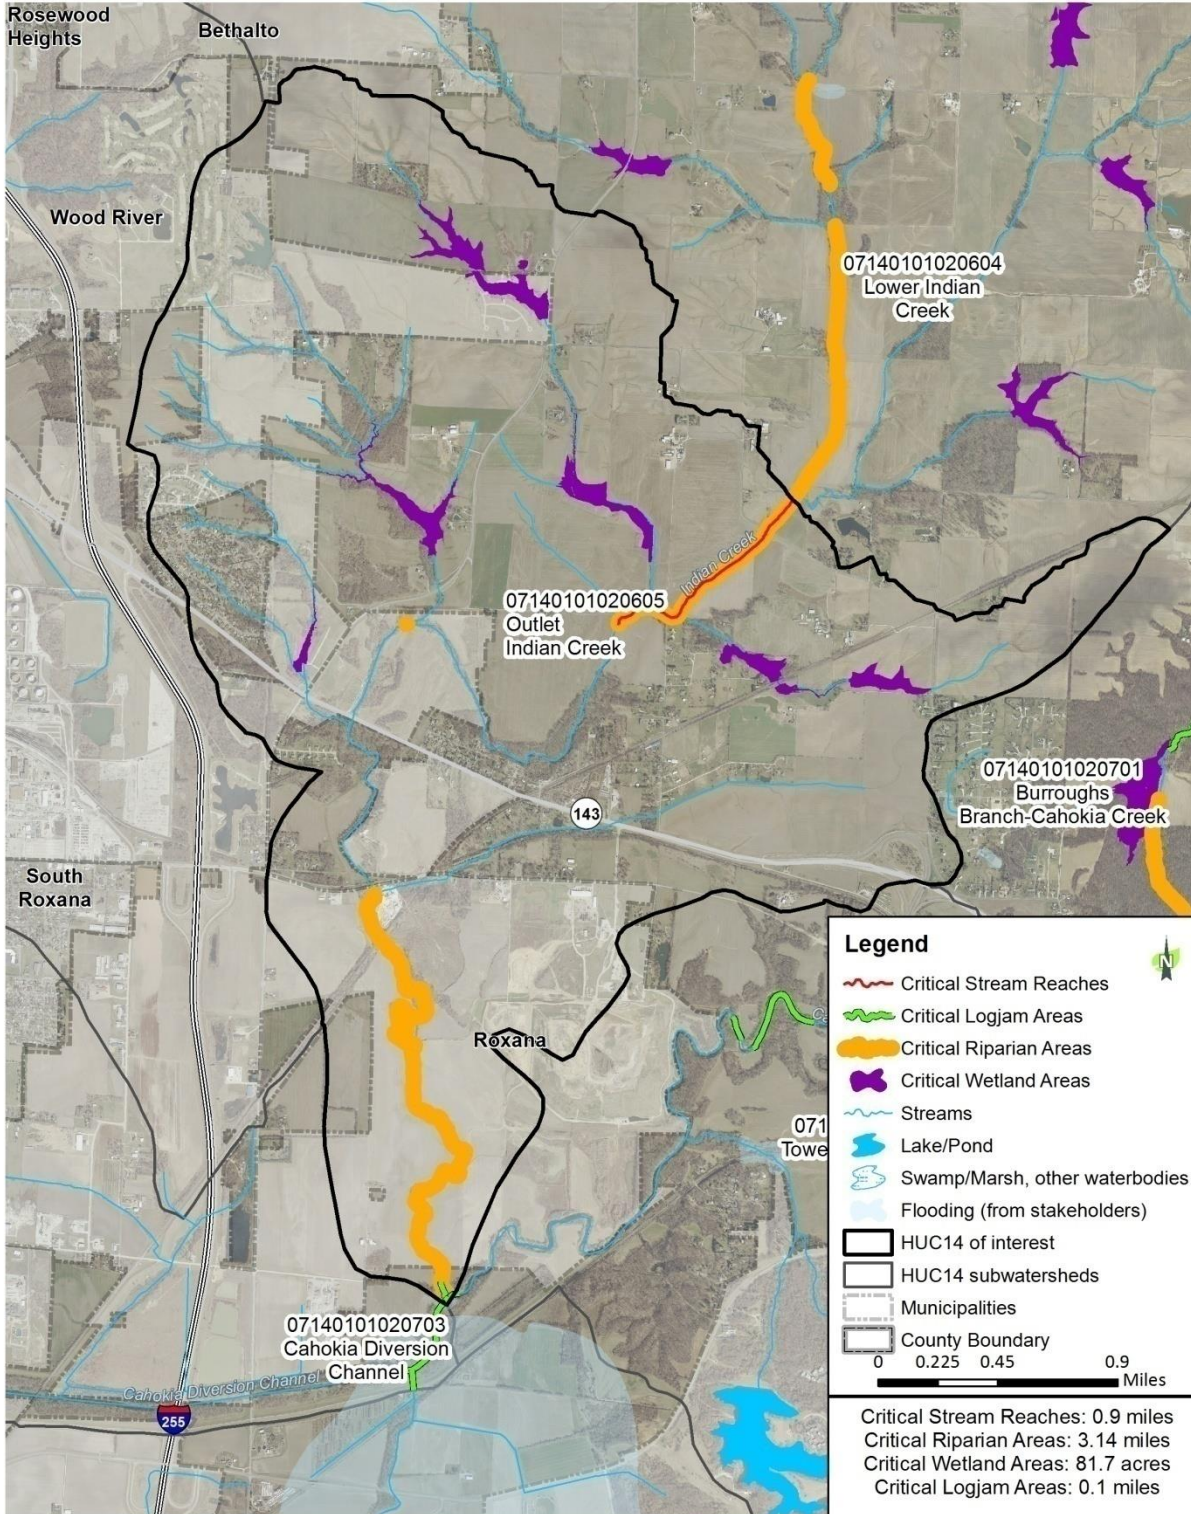 Rosewood
Heights
Bethalto
Wood River
07140101020604
Lower Indian
Creek
Indian Creek
07140101020605
Outlet
Indian Creek
07140101020701
Burroughs
Branch-Cahokia Creek
143
South
Roxana
Roxana
071
Towe
07140101020703
Cahokia Diversion
Channel
Cahokia Diversion Channel
255
Legend
N
Critical Stream Reaches
Critical Logjam Areas
Critical Riparian Areas
Critical Wetland Areas
Streams
Lake/Pond
Swamp/Marsh, other waterbodies
Flooding (from stakeholders)
HUC14 of interest
HUC14 subwatersheds
Municipalities
County Boundary
0 0.225 0.45 0.9
Miles
Critical Stream Reaches: 0.9 miles
Critical Riparian Areas: 3.14 miles
Critical Wetland Areas: 81.7 acres
Critical Logjam Areas: 0.1 miles